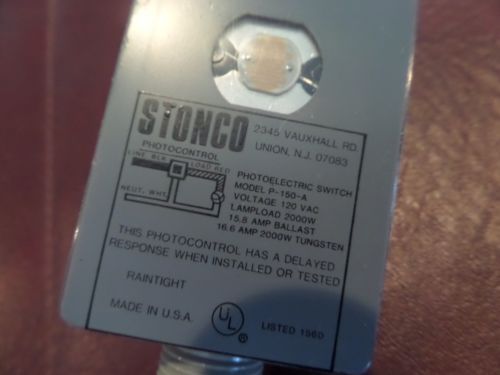 STONCO
2345 VAUXHALL RD.
UNION, N.J. 07083
PHOTOCONTROL
LINE, BLK.
LOAD RED
NEUT. WHT.
PHOTOELECTRIC SWITCH
MODEL P-150-A
VOLTAGE 120 VAC
LAMPLOAD 2000W
15.8 AMP BALLAST
16.6 AMP 2000W TUNGSTEN
THIS PHOTOCONTROL HAS A DELAYED
RESPONSE WHEN INSTALLED OR TESTED
RAINTIGHT
MADE IN U.S.A.
UL
®
LISTED 156D